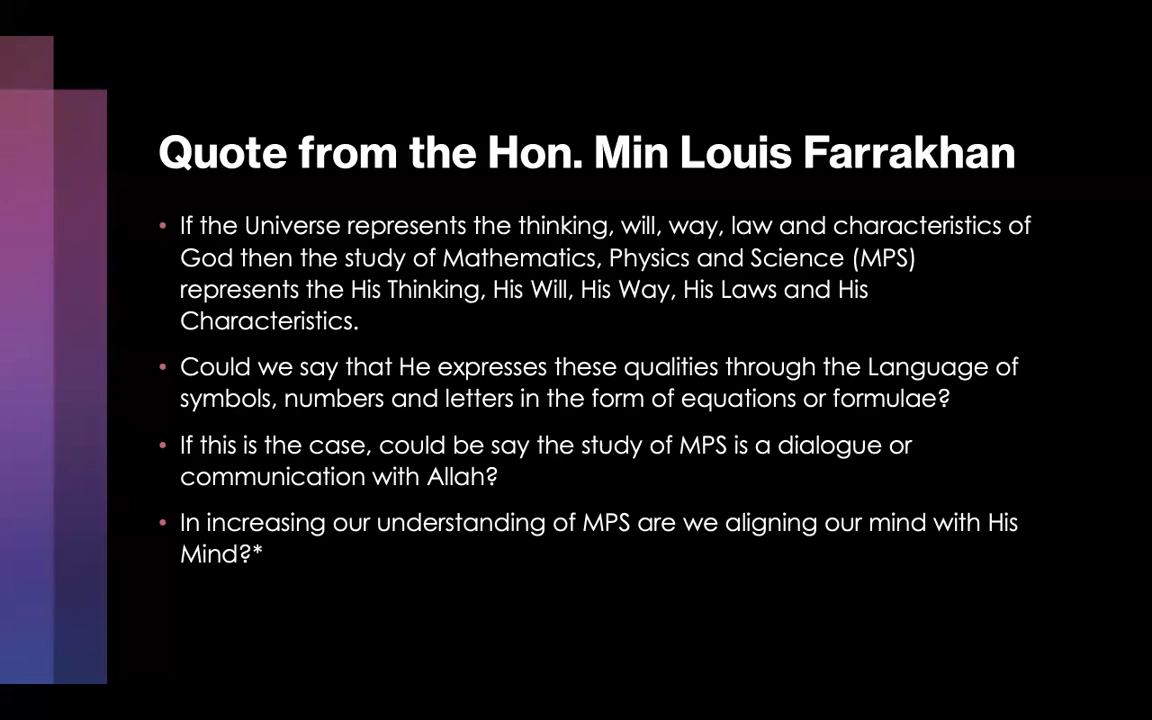 Quote from the Hon. Min Louis Farrakhan
• If the Universe represents the thinking, will, way, law and characteristics of
God then the study of Mathematics, Physics and Science (MPS)
represents the His Thinking, His Will, His Way, His Laws and His
Characteristics.
• Could we say that He expresses these qualities through the Language of
symbols, numbers and letters in the form of equations or formulae?
• If this is the case, could be say the study of MPS is a dialogue or
communication with Allah?
• In increasing our understanding of MPS are we aligning our mind with His
Mind?*